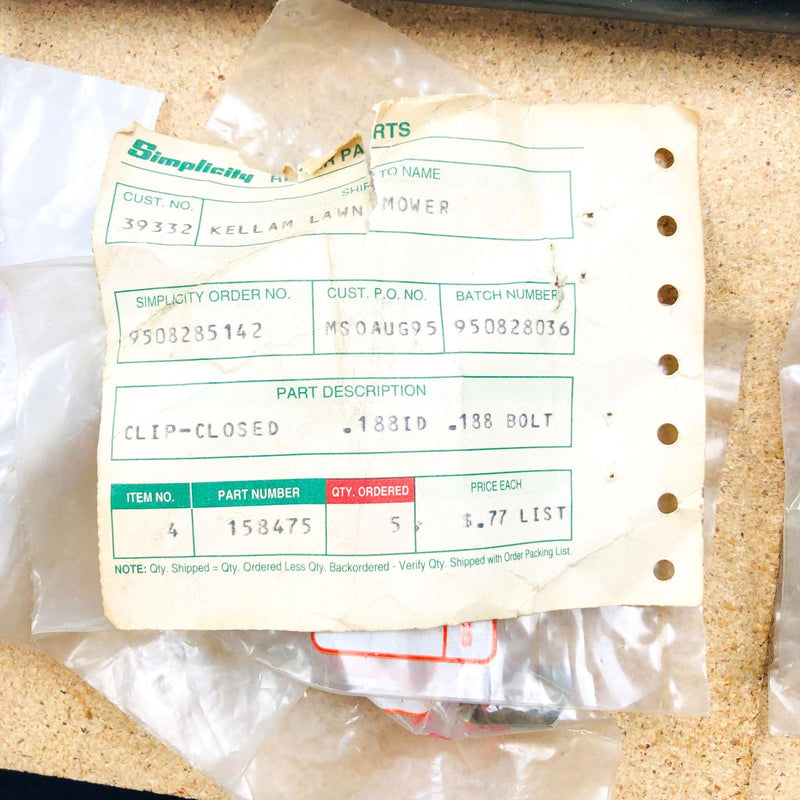 Simplicity REPAIR PARTS
SHIP TO NAME
CUST. NO.
39332 KELLAM LAWN MOWER
SIMPLICITY ORDER NO. CUST. P.O. NO. BATCH NUMBER
9508285142 MSOAUG95 950828036
PART DESCRIPTION
CLIP-CLOSED .188ID .188 BOLT
ITEM NO. PART NUMBER QTY. ORDERED PRICE EACH
4 158475 5 $.77 LIST
NOTE: Qty. Shipped = Qty. Ordered Less Qty. Backordered - Verify Qty. Shipped with Order Packing List.